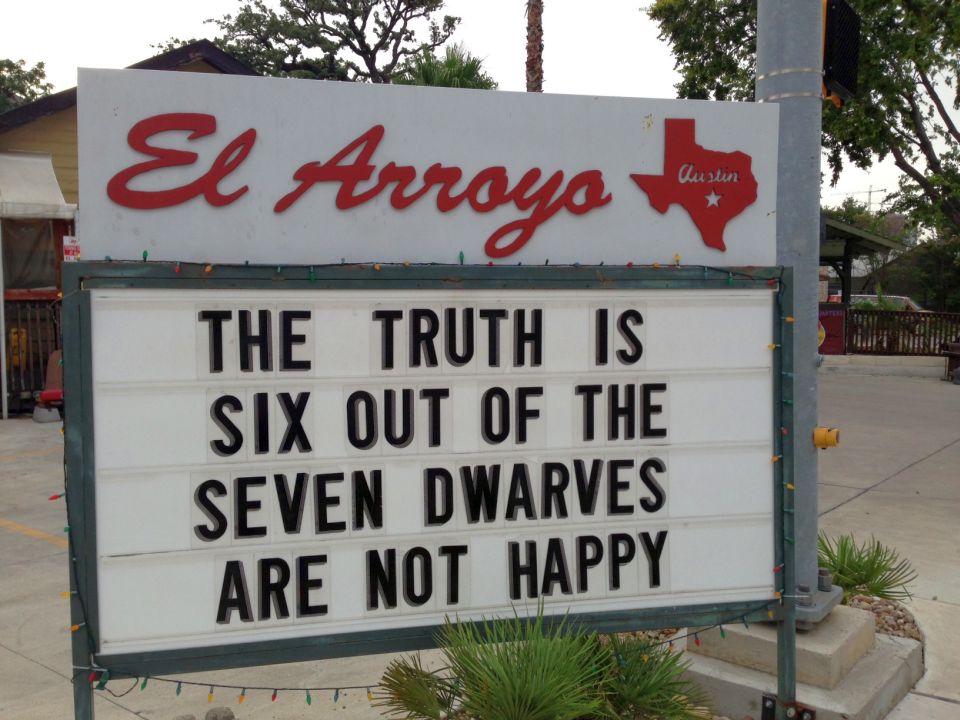 El Arroyo
Austin
THE TRUTH IS
SIX OUT OF THE
SEVEN DWARVES
ARE NOT HAPPY